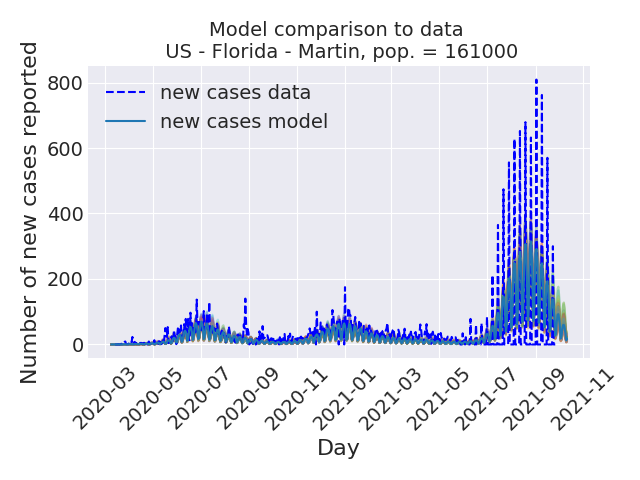 Model comparison to data
US - Florida - Martin, pop. = 161000
Number of new cases reported
800
600
400
200
0
new cases data
new cases model
2020-03
2020-05
2020-07
2020-09
2020-11
2021-01
2021-03
2021-05
2021-07
2021-09
2021-11
Day